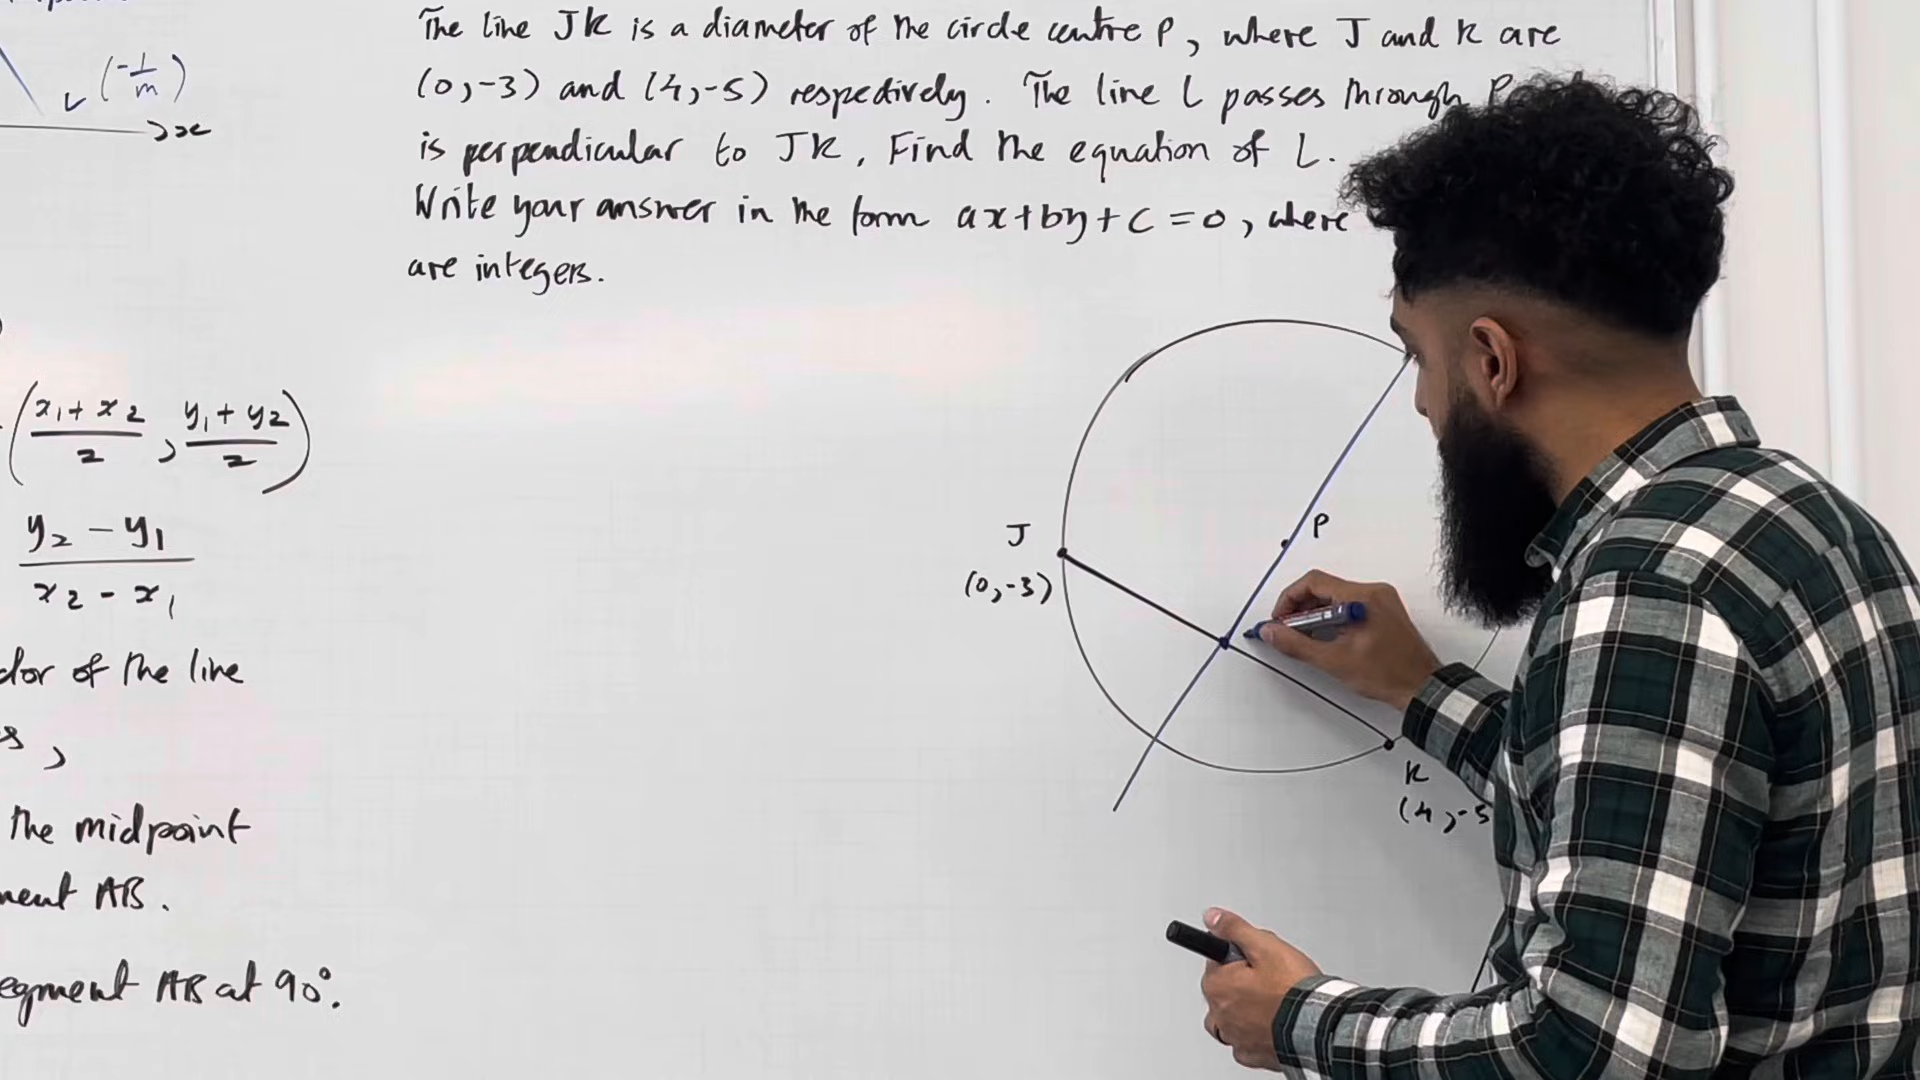 (-1/m)
>x
The line JK is a diameter of the circle centre P, where J and K are
(0,-3) and (4,-5) respectively. The line L passes through P
is perpendicular to JK, Find the equation of L.
Write your answer in the form ax+by+c=0, where
are integers.
(x₁+x₂/2, y₁+y₂/2)
y₂-y₁
x₂-x₁
of the line
the midpoint
AB.
AB at 90°.
J
(0,-3)
P
K
(4,-5